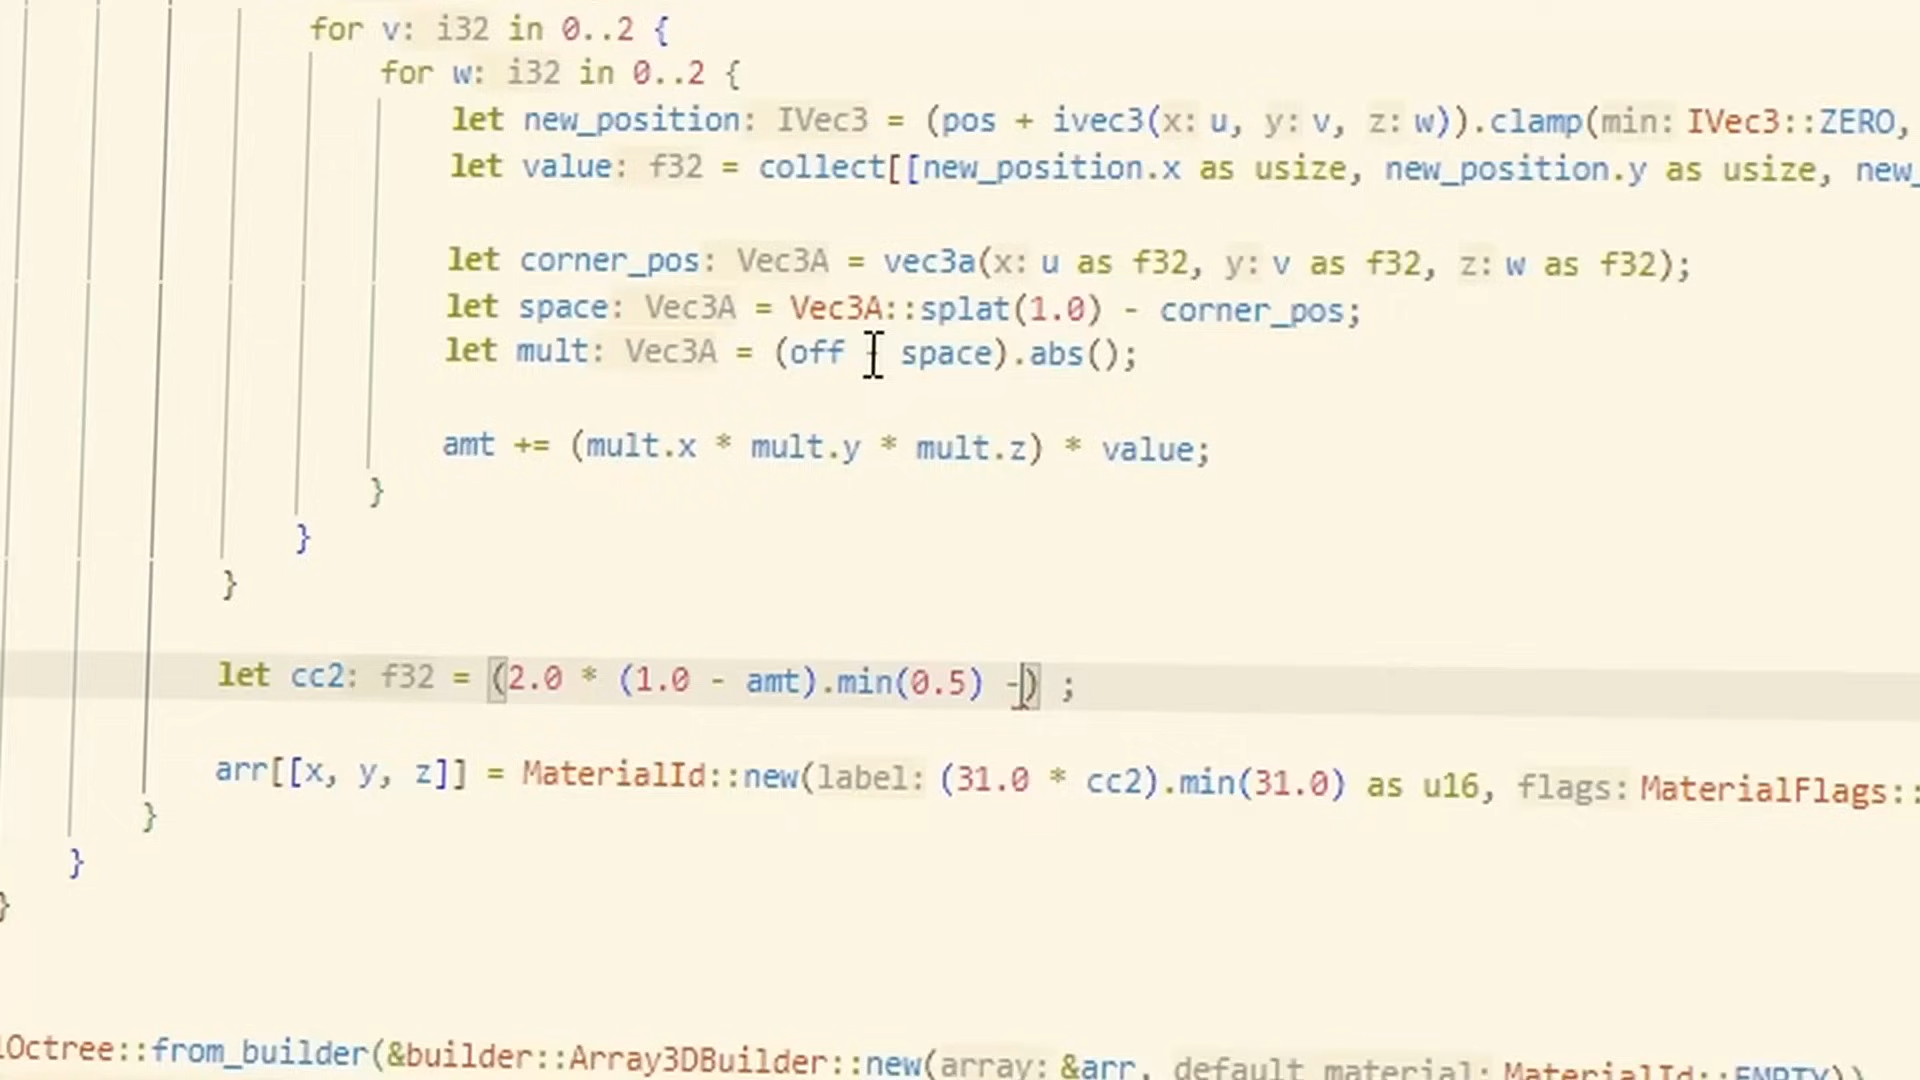 for v: i32 in 0..2 {
for w: i32 in 0..2 {
let new_position: IVec3 = (pos + ivec3(x: u, y: v, z: w)).clamp(min: IVec3::ZERO,
let value: f32 = collect[[new_position.x as usize, new_position.y as usize, new_
let corner_pos: Vec3A = vec3a(x: u as f32, y: v as f32, z: w as f32);
let space: Vec3A = Vec3A::splat(1.0) - corner_pos;
let mult: Vec3A = (off space).abs();
amt += (mult.x * mult.y * mult.z) * value;
}
}
}
let cc2: f32 = (2.0 * (1.0 - amt).min(0.5) -) ;
arr[[x, y, z]] = MaterialId::new(label: (31.0 * cc2).min(31.0) as u16, flags: MaterialFlags::
}
}
}
lOctree::from_builder(&builder::Array3DBuilder::new(array: &arr, default_material: MaterialId::EMPTY))